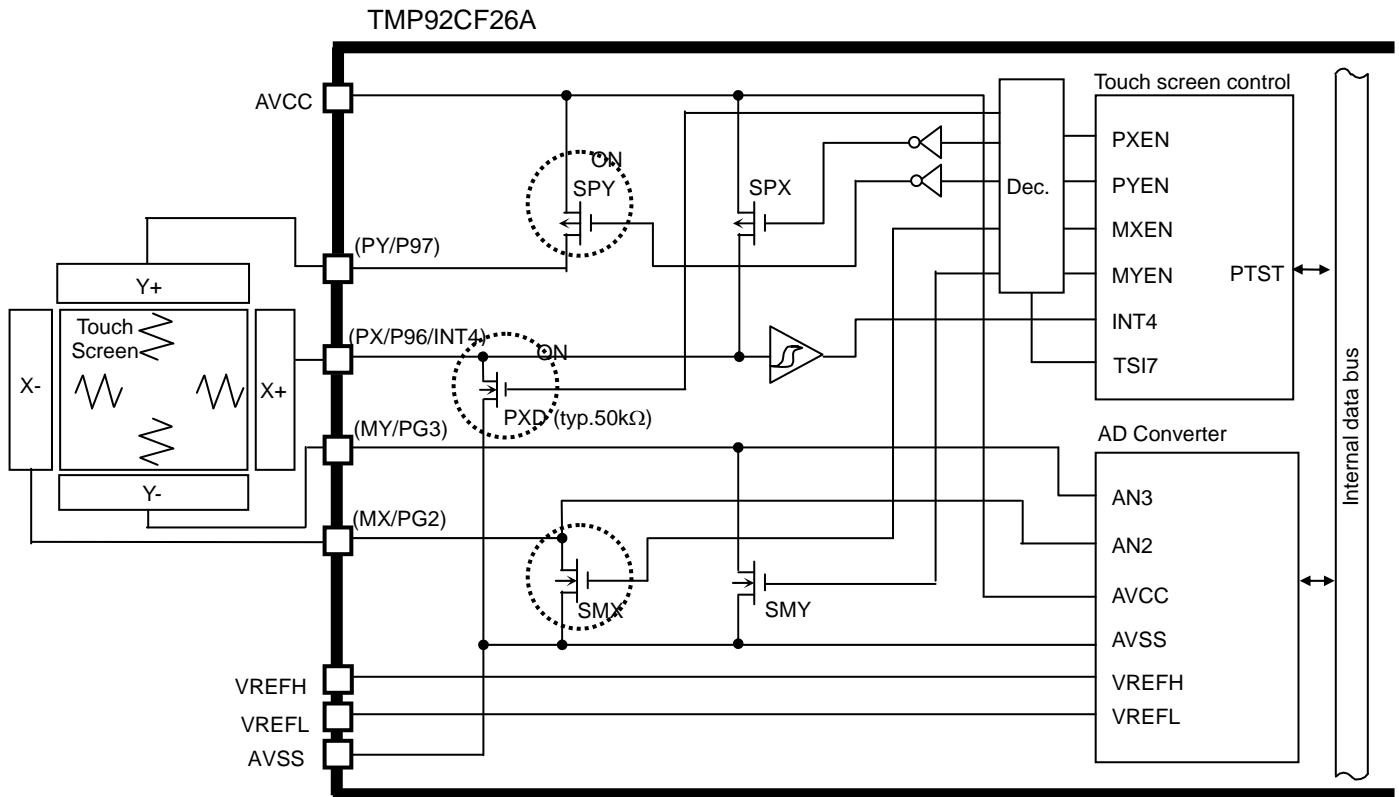 TMP92CF26A
AVCC
Touch screen control
ON
SPY
SPX
Dec.
PXEN
PYEN
MXEN
MYEN
PTST
INT4
TSI7
(PY/P97)
Y+
Touch
Screen
X-
X+
Y-
(PX/P96/INT4)
ON
PXD (typ.50kΩ)
(MY/PG3)
(MX/PG2)
SMX
SMY
AD Converter
AN3
AN2
AVCC
AVSS
VREFH
VREFL
Internal data bus
VREFH
VREFL
AVSS